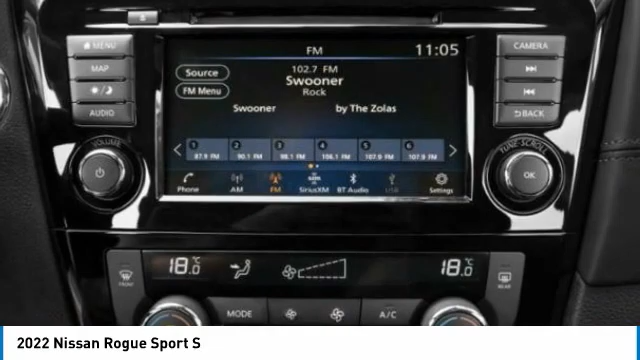 FM
11:05
MENU
MAP
AUDIO
CAMERA
BACK
Source
FM Menu
102.7 FM
Swooner
Rock
Swooner by The Zolas
1 2 3 4 5 6
87.9 FM 90.1 FM 98.1 FM 106.1 FM 107.9 FM 107.9 FM
Phone AM FM SiriusXM BT Audio USB Settings
VOLUME
TUNE·SCROLL
OK
18.0 °C
18.0 °C
FRONT
REAR
MODE
A/C
2022 Nissan Rogue Sport S